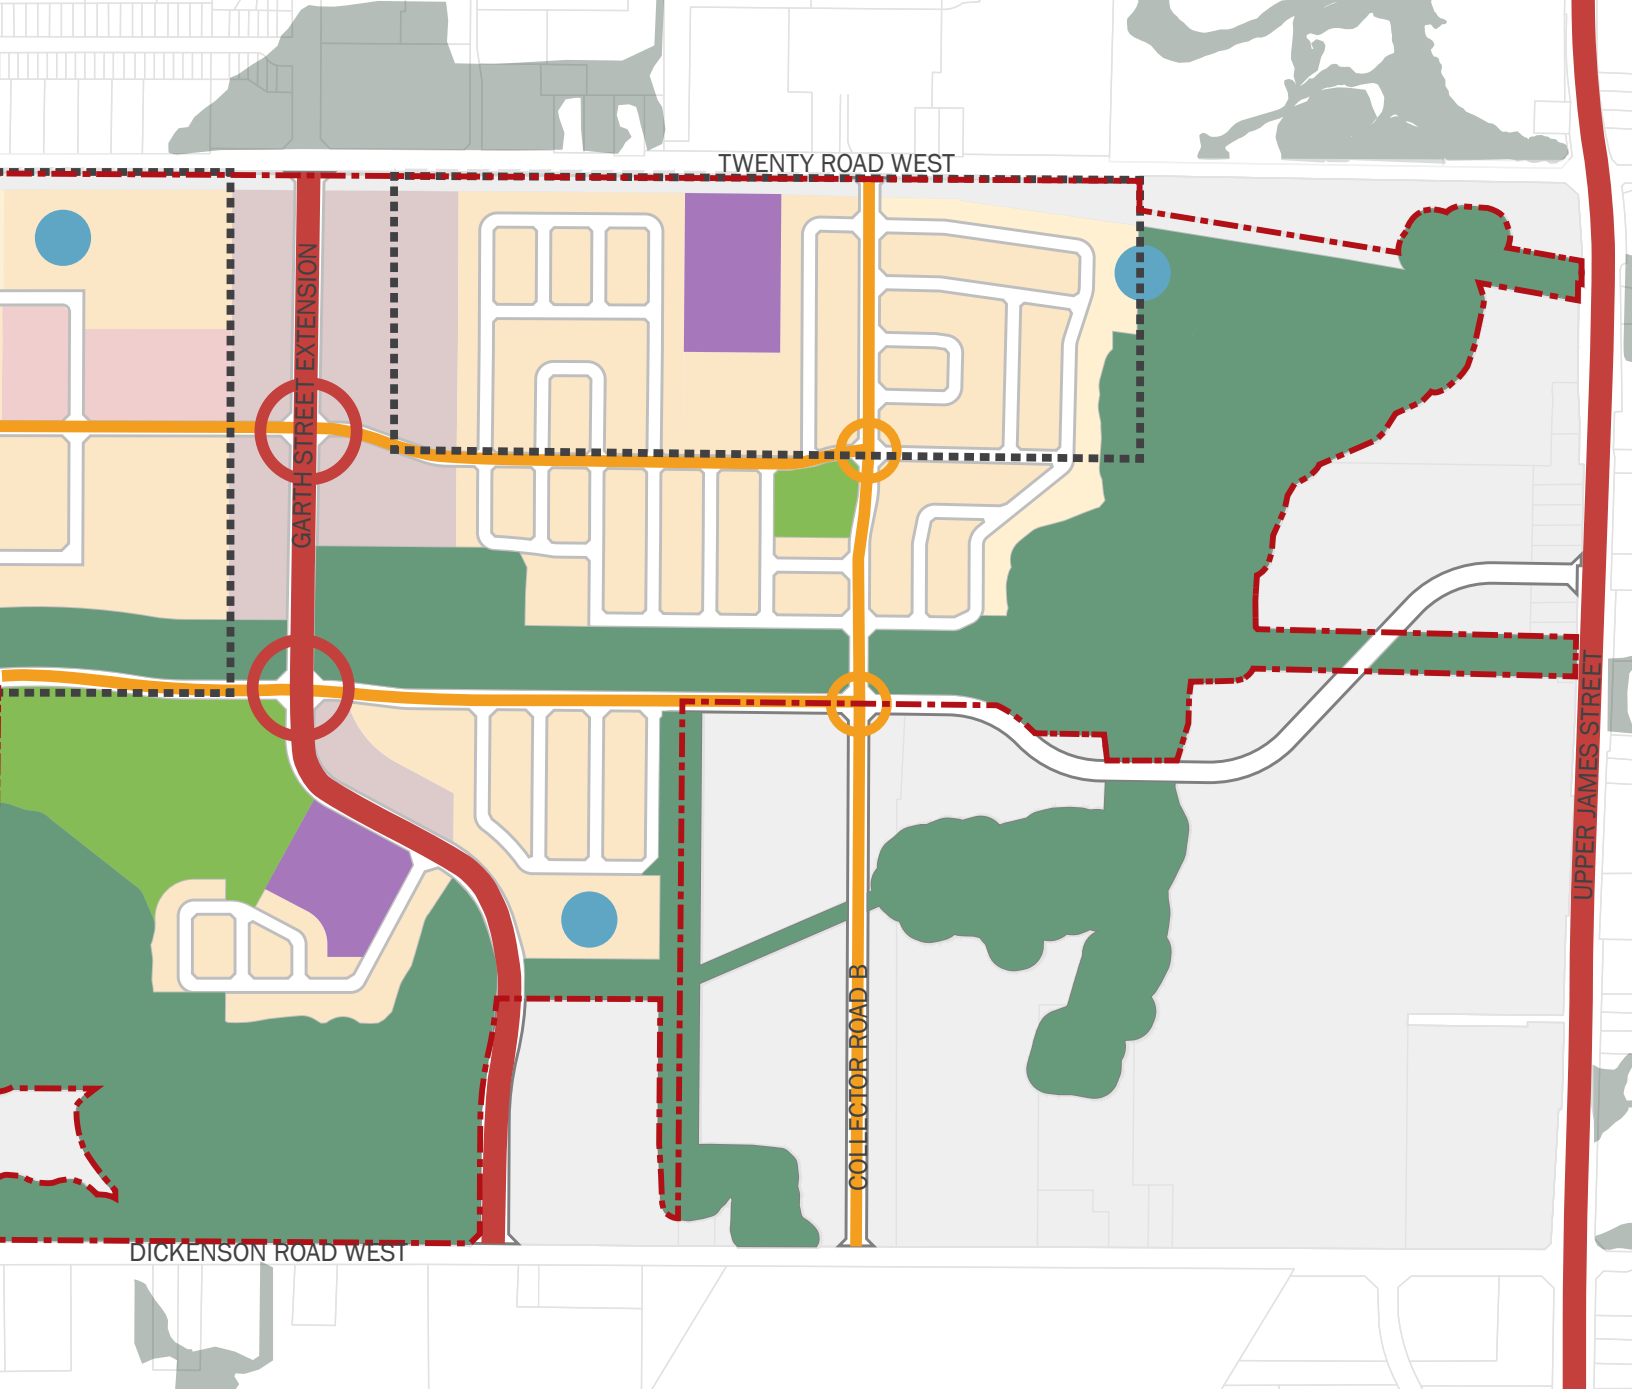 TWENTY ROAD WEST
GARTH STREET EXTENSION
UPPER JAMES STREET
COLLECTOR ROAD B
DICKENSON ROAD WEST